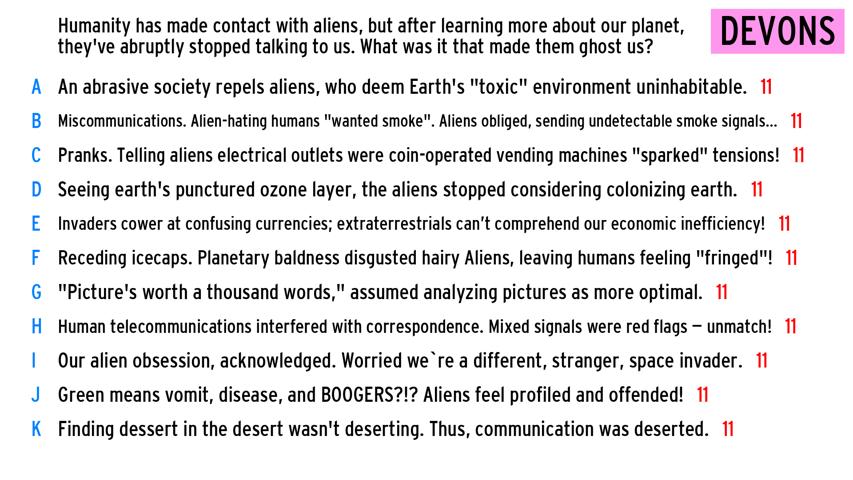 Humanity has made contact with aliens, but after learning more about our planet,
they've abruptly stopped talking to us. What was it that made them ghost us?
DEVONS
A An abrasive society repels aliens, who deem Earth's "toxic" environment uninhabitable. 11
B Miscommunications. Alien-hating humans "wanted smoke". Aliens obliged, sending undetectable smoke signals... 11
C Pranks. Telling aliens electrical outlets were coin-operated vending machines "sparked" tensions! 11
D Seeing earth's punctured ozone layer, the aliens stopped considering colonizing earth. 11
E Invaders cower at confusing currencies; extraterrestrials can’t comprehend our economic inefficiency! 11
F Receding icecaps. Planetary baldness disgusted hairy Aliens, leaving humans feeling "fringed"! 11
G "Picture's worth a thousand words," assumed analyzing pictures as more optimal. 11
H Human telecommunications interfered with correspondence. Mixed signals were red flags – unmatch! 11
I Our alien obsession, acknowledged. Worried we`re a different, stranger, space invader. 11
J Green means vomit, disease, and BOOGERS?!? Aliens feel profiled and offended! 11
K Finding dessert in the desert wasn't deserting. Thus, communication was deserted. 11